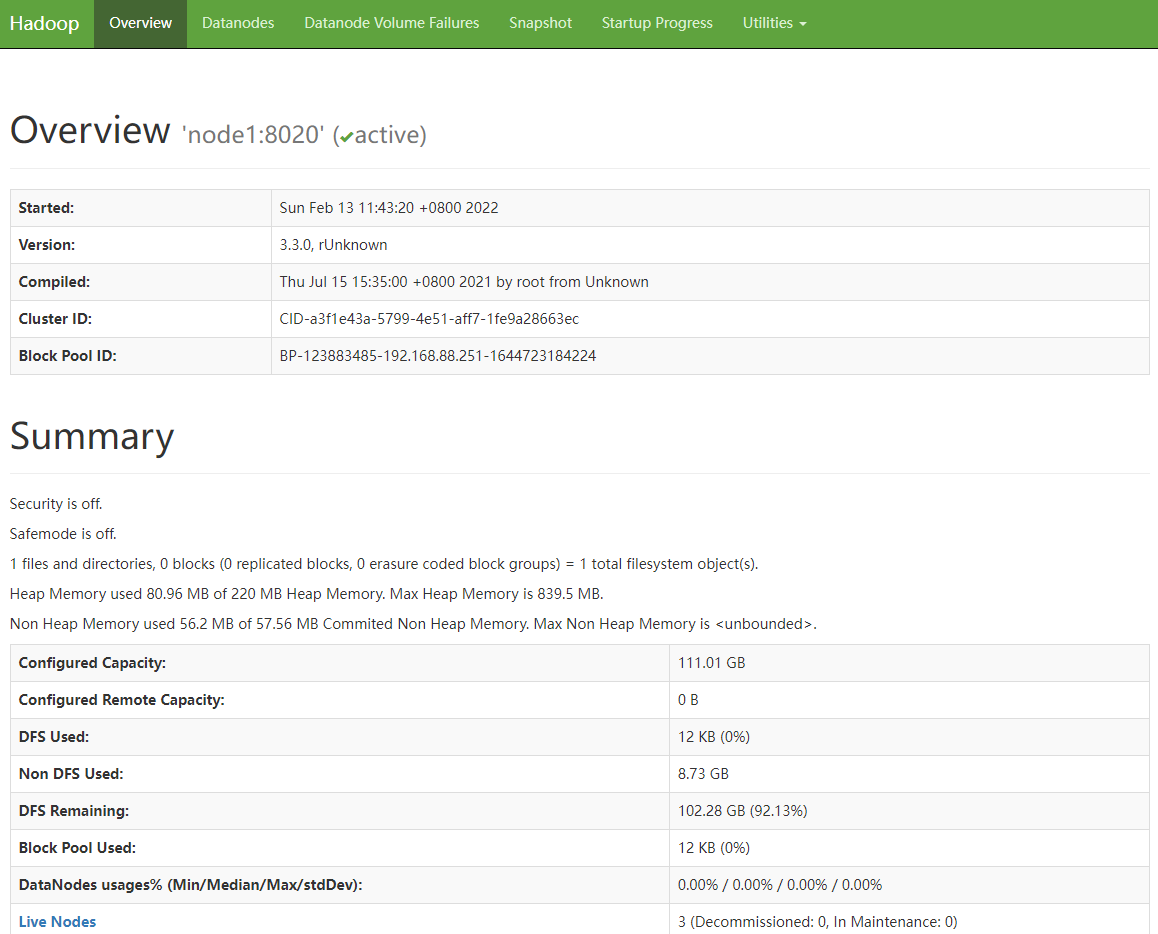 Hadoop Overview Datanodes Datanode Volume Failures Snapshot Startup Progress Utilities
Overview 'node1:8020' (✔active)
Started: Sun Feb 13 11:43:20 +0800 2022
Version: 3.3.0, rUnknown
Compiled: Thu Jul 15 15:35:00 +0800 2021 by root from Unknown
Cluster ID: CID-a3f1e43a-5799-4e51-aff7-1fe9a28663ec
Block Pool ID: BP-123883485-192.168.88.251-1644723184224
Summary
Security is off.
Safemode is off.
1 files and directories, 0 blocks (0 replicated blocks, 0 erasure coded block groups) = 1 total filesystem object(s).
Heap Memory used 80.96 MB of 220 MB Heap Memory. Max Heap Memory is 839.5 MB.
Non Heap Memory used 56.2 MB of 57.56 MB Commited Non Heap Memory. Max Non Heap Memory is <unbounded>.
Configured Capacity: 111.01 GB
Configured Remote Capacity: 0 B
DFS Used: 12 KB (0%)
Non DFS Used: 8.73 GB
DFS Remaining: 102.28 GB (92.13%)
Block Pool Used: 12 KB (0%)
DataNodes usages% (Min/Median/Max/stdDev): 0.00% / 0.00% / 0.00% / 0.00%
Live Nodes 3 (Decommissioned: 0, In Maintenance: 0)